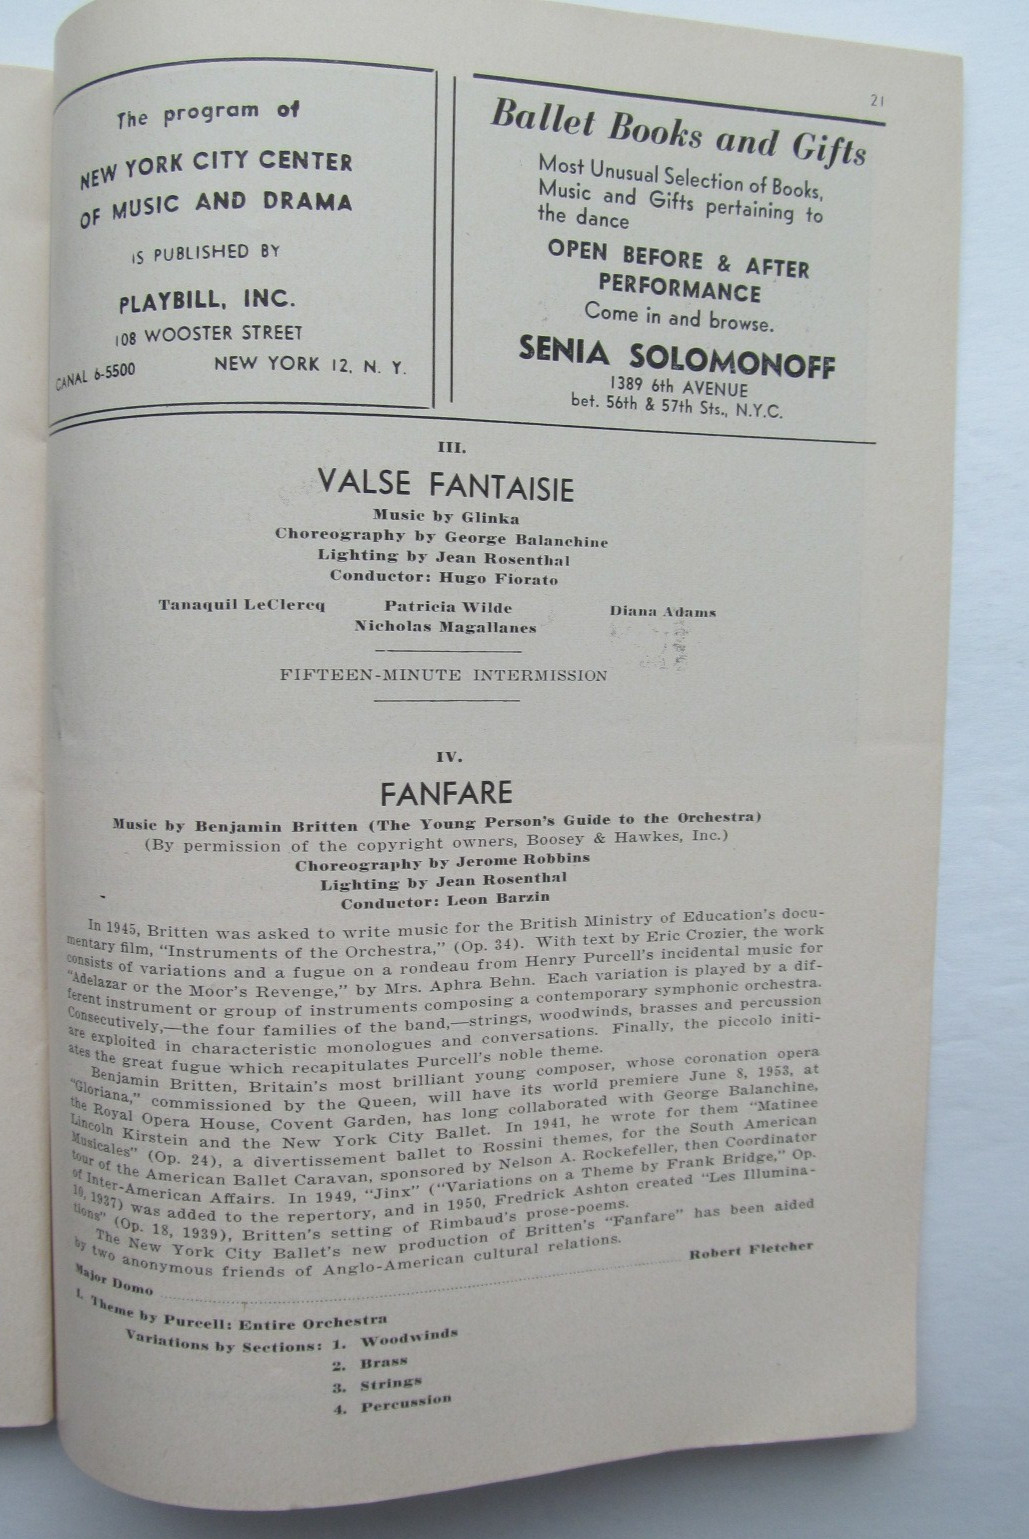 21
The program of
NEW YORK CITY CENTER
OF MUSIC AND DRAMA
IS PUBLISHED BY
PLAYBILL, INC.
108 WOOSTER STREET
CANAL 6-5500 NEW YORK 12, N. Y.
Ballet Books and Gifts
Most Unusual Selection of Books,
Music and Gifts pertaining to
the dance
OPEN BEFORE & AFTER
PERFORMANCE
Come in and browse.
SENIA SOLOMONOFF
1389 6th AVENUE
bet. 56th & 57th Sts., N.Y.C.
III.
VALSE FANTAISIE
Music by Glinka
Choreography by George Balanchine
Lighting by Jean Rosenthal
Conductor: Hugo Fiorato
Tanaquil LeClercq Patricia Wilde Diana Adams
Nicholas Magallanes
FIFTEEN-MINUTE INTERMISSION
IV.
FANFARE
Music by Benjamin Britten (The Young Person's Guide to the Orchestra)
(By permission of the copyright owners, Boosey & Hawkes, Inc.)
Choreography by Jerome Robbins
Lighting by Jean Rosenthal
Conductor: Leon Barzin
In 1945, Britten was asked to write music for the British Ministry of Education's docu-
mentary film, "Instruments of the Orchestra," (Op. 34). With text by Eric Crozier, the work
consists of variations and a fugue on a rondeau from Henry Purcell's incidental music for
"Adelazar or the Moor's Revenge," by Mrs. Aphra Behn. Each variation is played by a dif-
ferent instrument or group of instruments composing a contemporary symphonic orchestra.
Consecutively,—the four families of the band,—strings, woodwinds, brasses and percussion
are exploited in characteristic monologues and conversations. Finally, the piccolo initi-
ates the great fugue which recapitulates Purcell's noble theme.
Benjamin Britten, Britain's most brilliant young composer, whose coronation opera
"Gloriana," commissioned by the Queen, will have its world premiere June 8, 1953, at
the Royal Opera House, Covent Garden, has long collaborated with George Balanchine,
Lincoln Kirstein and the New York City Ballet. In 1941, he wrote for them "Matinee
Musicales" (Op. 24), a divertissement ballet to Rossini themes, for the South American
tour of the American Ballet Caravan, sponsored by Nelson A. Rockefeller, then Coordinator
of Inter-American Affairs. In 1949, "Jinx" ("Variations on a Theme by Frank Bridge," Op.
10, 1937) was added to the repertory, and in 1950, Fredrick Ashton created "Les Illumina-
tions" (Op. 18, 1939), Britten's setting of Rimbaud's prose-poems.
The New York City Ballet's new production of Britten's "Fanfare" has been aided
by two anonymous friends of Anglo-American cultural relations.
Major Domo ........ Robert Fletcher
1. Theme by Purcell: Entire Orchestra
Variations by Sections: 1. Woodwinds
2. Brass
3. Strings
4. Percussion